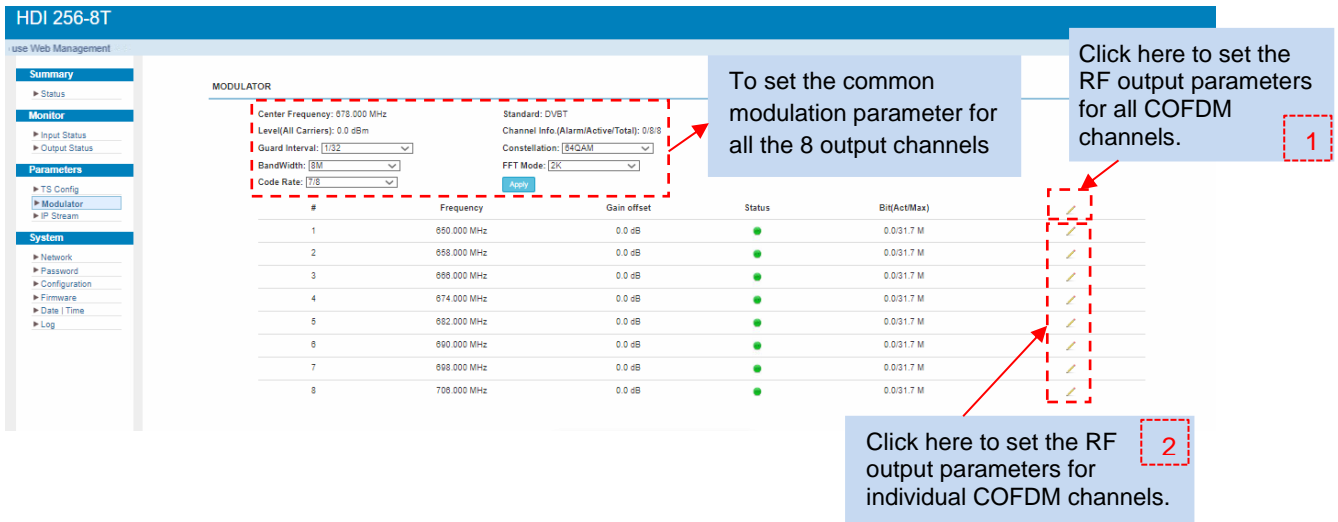 HDI 256-8T
use Web Management
Summary
Status
Monitor
Input Status
Output Status
Parameters
TS Config
Modulator
IP Stream
System
Network
Password
Configuration
Firmware
Date | Time
Log
MODULATOR
Center Frequency: 678.000 MHz Standard: DVBT
Level(All Carriers): 0.0 dBm Channel Info.(Alarm/Active/Total): 0/8/8
Guard Interval: 1/32 Constellation: 64QAM
BandWidth: 8M FFT Mode: 2K
Code Rate: 7/8 Apply
# Frequency Gain offset Status Bit(Act/Max)
1 650.000 MHz 0.0 dB 0.0/31.7 M
2 658.000 MHz 0.0 dB 0.0/31.7 M
3 666.000 MHz 0.0 dB 0.0/31.7 M
4 674.000 MHz 0.0 dB 0.0/31.7 M
5 682.000 MHz 0.0 dB 0.0/31.7 M
6 690.000 MHz 0.0 dB 0.0/31.7 M
7 698.000 MHz 0.0 dB 0.0/31.7 M
8 706.000 MHz 0.0 dB 0.0/31.7 M
To set the common
modulation parameter for
all the 8 output channels
Click here to set the
RF output parameters
for all COFDM
channels.
1
Click here to set the RF
output parameters for
individual COFDM channels.
2